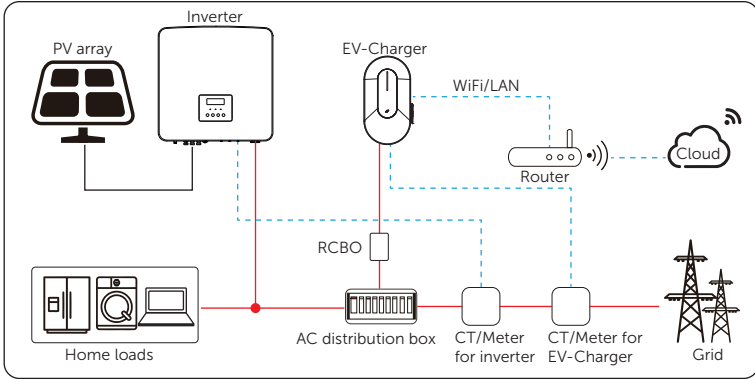 Inverter
PV array
EV-Charger
WiFi/LAN
Cloud
Router
RCBO
Home loads
AC distribution box
CT/Meter
for inverter
CT/Meter for
EV-Charger
Grid